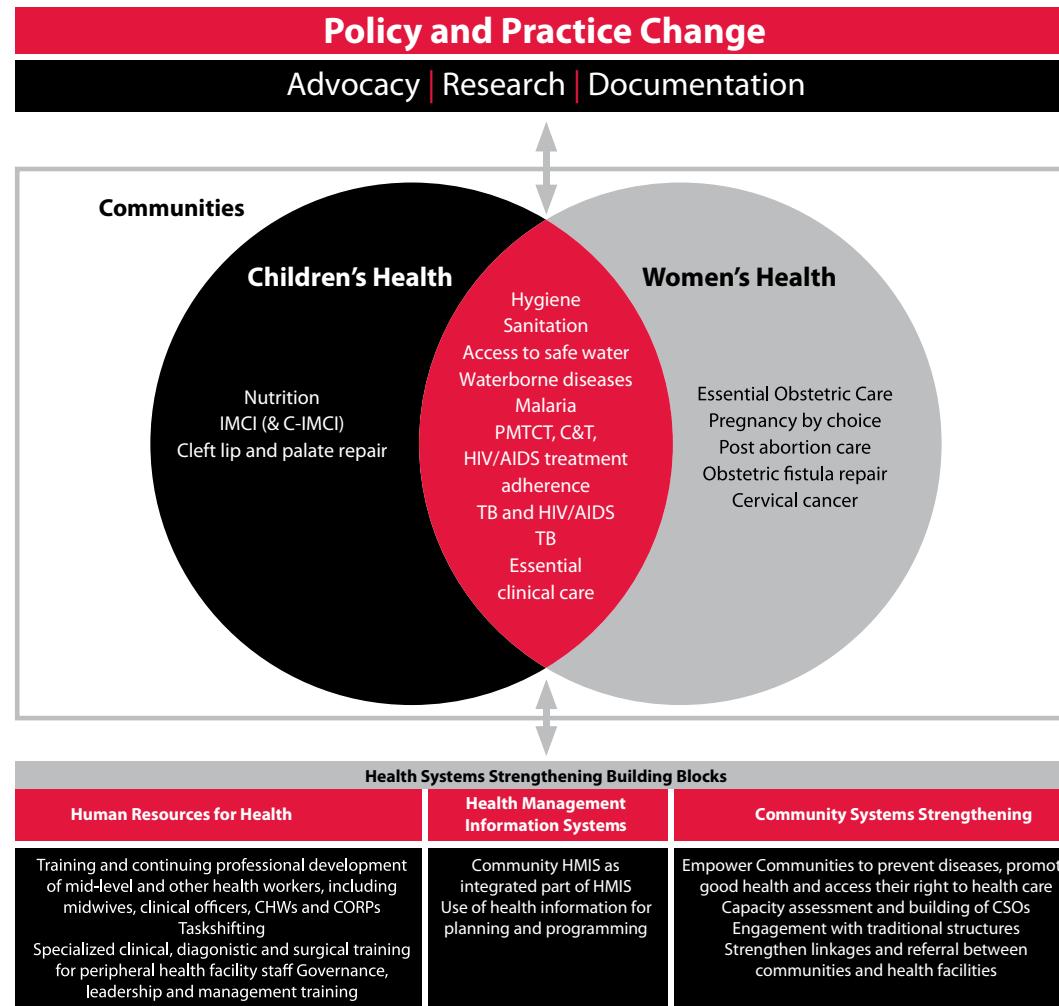 Policy and Practice Change
Advocacy | Research | Documentation
Communities
Children's Health
Nutrition
IMCI (& C-IMCI)
Cleft lip and palate repair
Hygiene
Sanitation
Access to safe water
Waterborne diseases
Malaria
PMTCT, C&T,
HIV/AIDS treatment
adherence
TB and HIV/AIDS
TB
Essential
clinical care
Women's Health
Essential Obstetric Care
Pregnancy by choice
Post abortion care
Obstetric fistula repair
Cervical cancer
Health Systems Strengthening Building Blocks
Human Resources for Health
Training and continuing professional development
of mid-level and other health workers, including
midwives, clinical officers, CHWs and CORPs
Taskshifting
Specialized clinical, diagonistic and surgical training
for peripheral health facility staff Governance,
leadership and management training
Health Management
Information Systems
Community HMIS as
integrated part of HMIS
Use of health information for
planning and programming
Community Systems Strengthening
Empower Communities to prevent diseases, promot
good health and access their right to health care
Capacity assessment and building of CSOs
Engagement with traditional structures
Strengthen linkages and referral between
communities and health facilities